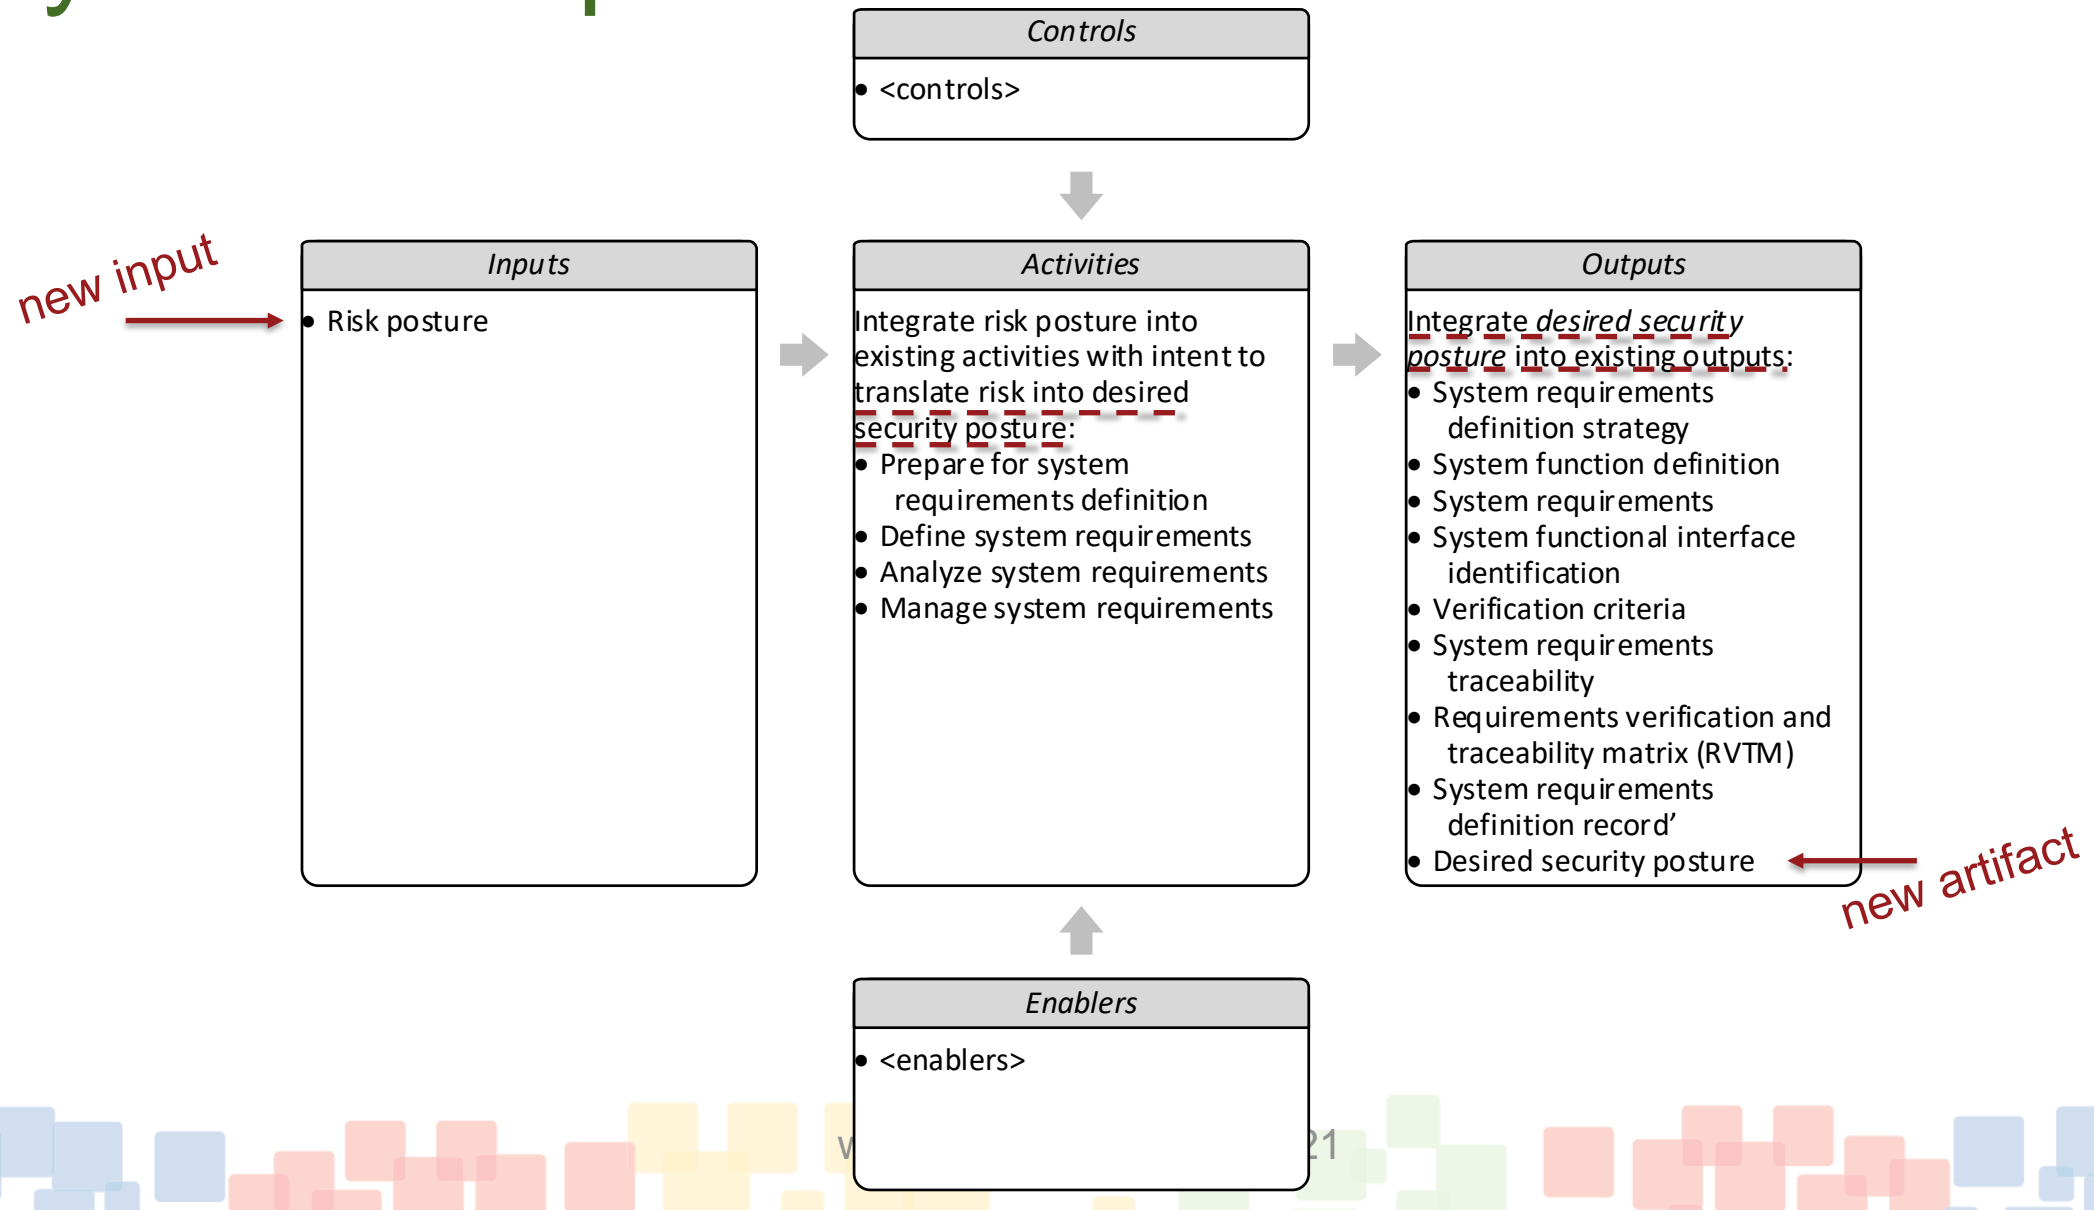 Controls
• <controls>
new input
Inputs
• Risk posture
Activities
Integrate risk posture into
existing activities with intent to
translate risk into desired
security posture:
• Prepare for system
requirements definition
• Define system requirements
• Analyze system requirements
• Manage system requirements
Outputs
Integrate desired security
posture into existing outputs:
• System requirements
definition strategy
• System function definition
• System requirements
• System functional interface
identification
• Verification criteria
• System requirements
traceability
• Requirements verification and
traceability matrix (RVTM)
• System requirements
definition record’
• Desired security posture
new artifact
Enablers
• <enablers>